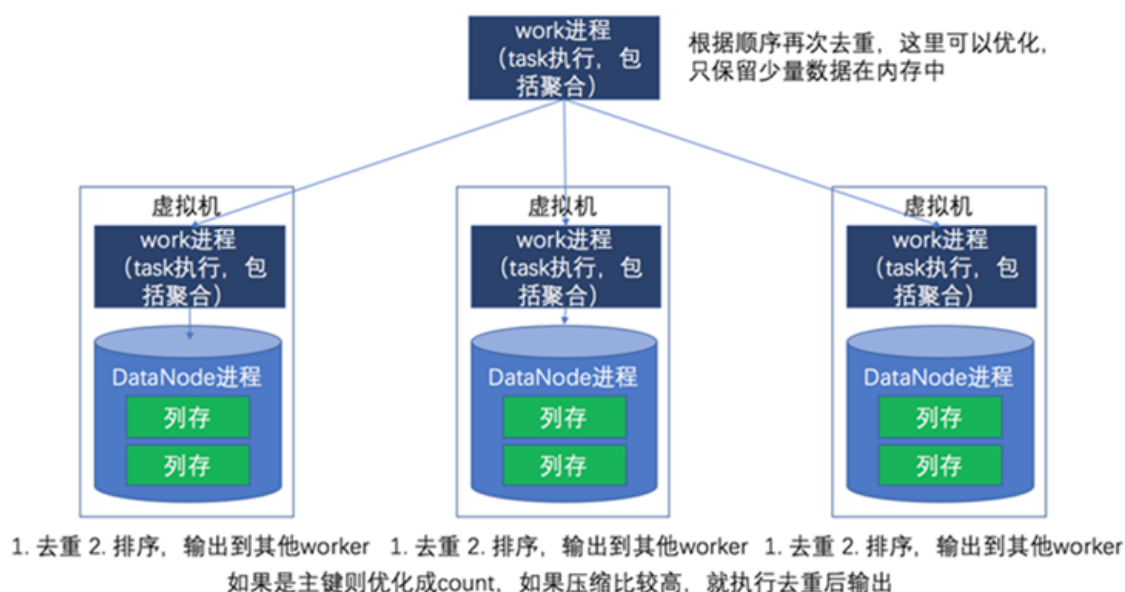 work进程
（task执行，包
括聚合）
根据顺序再次去重，这里可以优化，
只保留少量数据在内存中
虚拟机
work进程
（task执行，包
括聚合）
DataNode进程
列存
列存
虚拟机
work进程
（task执行，包
括聚合）
DataNode进程
列存
列存
虚拟机
work进程
（task执行，包
括聚合）
DataNode进程
列存
列存
1. 去重 2. 排序，输出到其他worker
1. 去重 2. 排序，输出到其他worker
1. 去重 2. 排序，输出到其他worker
如果是主键则优化成count，如果压缩比较高，就执行去重后输出